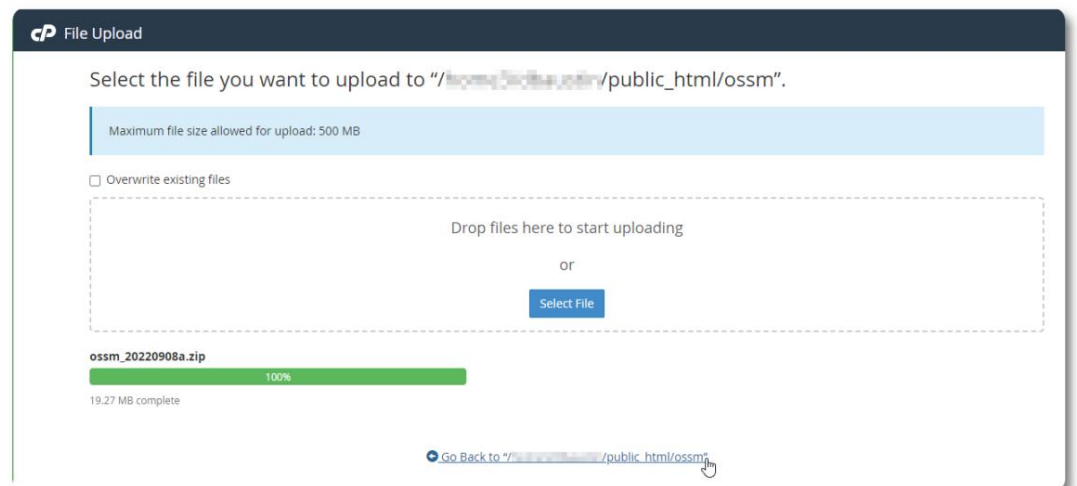 cP File Upload
Select the file you want to upload to “/ /public_html/ossm”.
Maximum file size allowed for upload: 500 MB
Overwrite existing files
Drop files here to start uploading
or
Select File
ossm_20220908a.zip
100%
19.27 MB complete
Go Back to “/ /public_html/ossm”